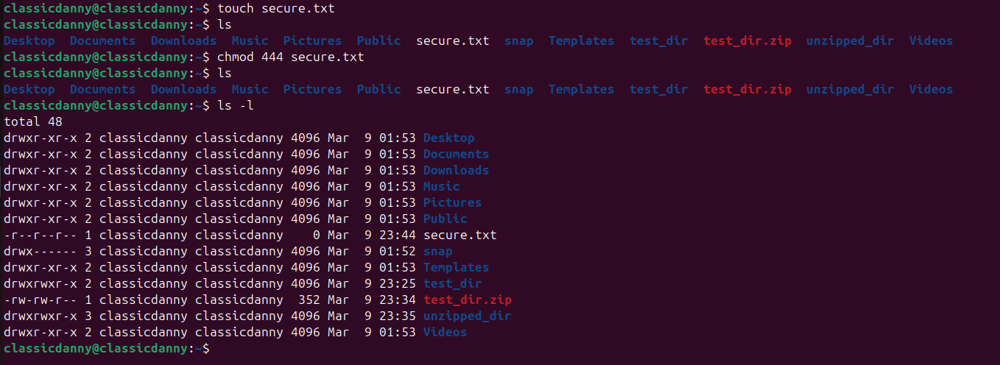 classicdanny@classicdanny:~$ touch secure.txt
classicdanny@classicdanny:~$ ls
Desktop  Documents  Downloads  Music  Pictures  Public  secure.txt  snap  Templates  test_dir  test_dir.zip  unzipped_dir  Videos
classicdanny@classicdanny:~$ chmod 444 secure.txt
classicdanny@classicdanny:~$ ls
Desktop  Documents  Downloads  Music  Pictures  Public  secure.txt  snap  Templates  test_dir  test_dir.zip  unzipped_dir  Videos
classicdanny@classicdanny:~$ ls -l
total 48
drwxr-xr-x 2 classicdanny classicdanny 4096 Mar  9 01:53 Desktop
drwxr-xr-x 2 classicdanny classicdanny 4096 Mar  9 01:53 Documents
drwxr-xr-x 2 classicdanny classicdanny 4096 Mar  9 01:53 Downloads
drwxr-xr-x 2 classicdanny classicdanny 4096 Mar  9 01:53 Music
drwxr-xr-x 2 classicdanny classicdanny 4096 Mar  9 01:53 Pictures
drwxr-xr-x 2 classicdanny classicdanny 4096 Mar  9 01:53 Public
-r--r--r-- 1 classicdanny classicdanny    0 Mar  9 23:44 secure.txt
drwx------ 3 classicdanny classicdanny 4096 Mar  9 01:52 snap
drwxr-xr-x 2 classicdanny classicdanny 4096 Mar  9 01:53 Templates
drwxrwxr-x 2 classicdanny classicdanny 4096 Mar  9 23:25 test_dir
-rw-rw-r-- 1 classicdanny classicdanny  352 Mar  9 23:34 test_dir.zip
drwxrwxr-x 3 classicdanny classicdanny 4096 Mar  9 23:35 unzipped_dir
drwxr-xr-x 2 classicdanny classicdanny 4096 Mar  9 01:53 Videos
classicdanny@classicdanny:~$